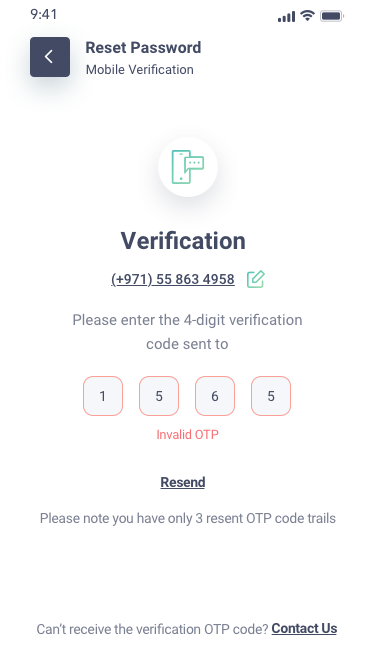 9:41
Reset Password
Mobile Verification
Verification
(+971) 55 863 4958
Please enter the 4-digit verification
code sent to
1 5 6 5
Invalid OTP
Resend
Please note you have only 3 resent OTP code trails
Can't receive the verification OTP code? Contact Us